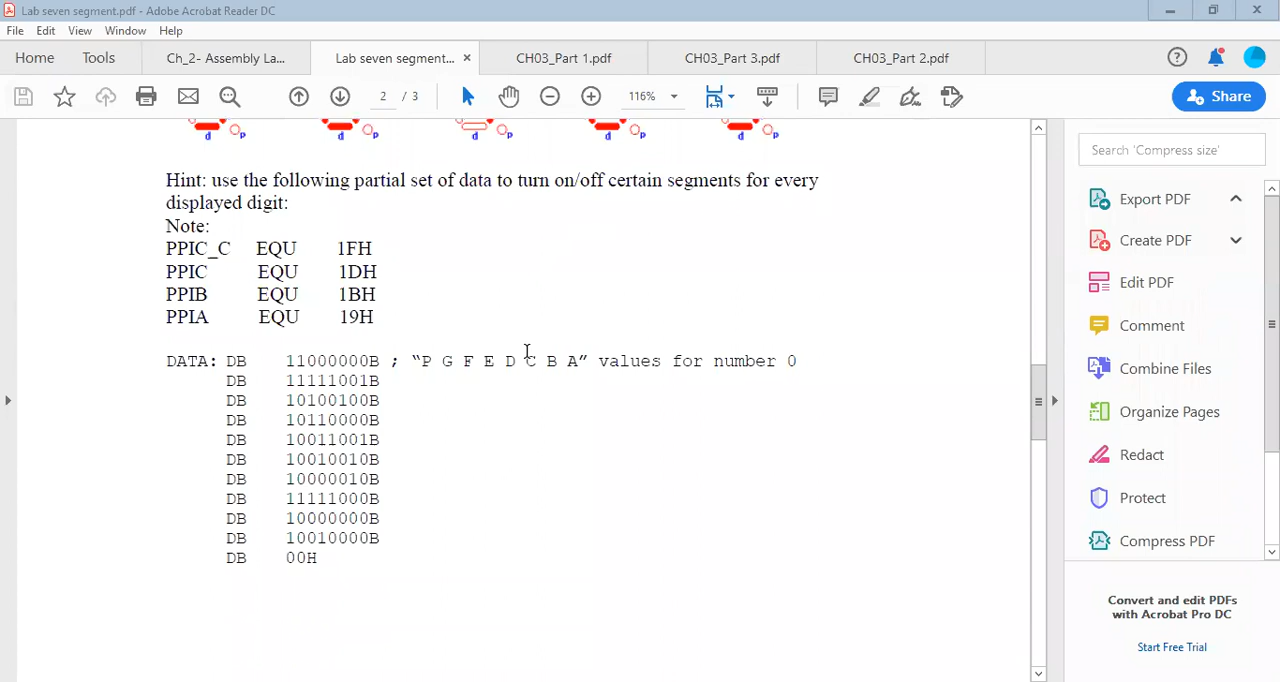 Lab seven segment.pdf - Adobe Acrobat Reader DC
File Edit View Window Help
Home Tools Ch_2- Assembly La... Lab seven segment... × CH03_Part 1.pdf CH03_Part 3.pdf CH03_Part 2.pdf
2 / 3 116% Share
d p d p d p d p d p
Hint: use the following partial set of data to turn on/off certain segments for every
displayed digit:
Note:
PPIC_C EQU 1FH
PPIC EQU 1DH
PPIB EQU 1BH
PPIA EQU 19H
DATA: DB 11000000B ; “P G F E D C B A” values for number 0
DB 11111001B
DB 10100100B
DB 10110000B
DB 10011001B
DB 10010010B
DB 10000010B
DB 11111000B
DB 10000000B
DB 10010000B
DB 00H
Search 'Compress size'
Export PDF
Create PDF
Edit PDF
Comment
Combine Files
Organize Pages
Redact
Protect
Compress PDF
Convert and edit PDFs
with Acrobat Pro DC
Start Free Trial